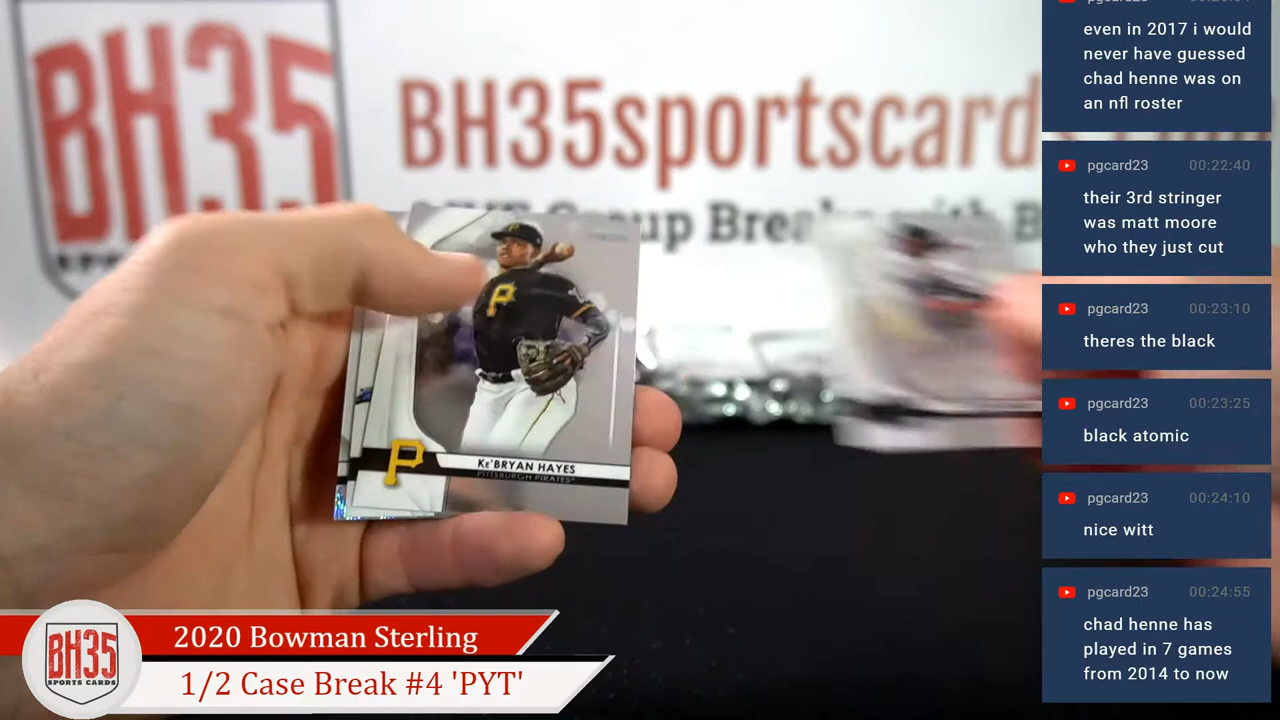 BH35
BH35sportscard
Group Brea
P
P
Ke'BRYAN HAYES
PITTSBURGH PIRATES
BH35
SPORTS CARDS
2020 Bowman Sterling
1/2 Case Break #4 'PYT'
even in 2017 i would
never have guessed
chad henne was on
an nfl roster
pgcard23 00:22:40
their 3rd stringer
was matt moore
who they just cut
pgcard23 00:23:10
theres the black
pgcard23 00:23:25
black atomic
pgcard23 00:24:10
nice witt
pgcard23 00:24:55
chad henne has
played in 7 games
from 2014 to now